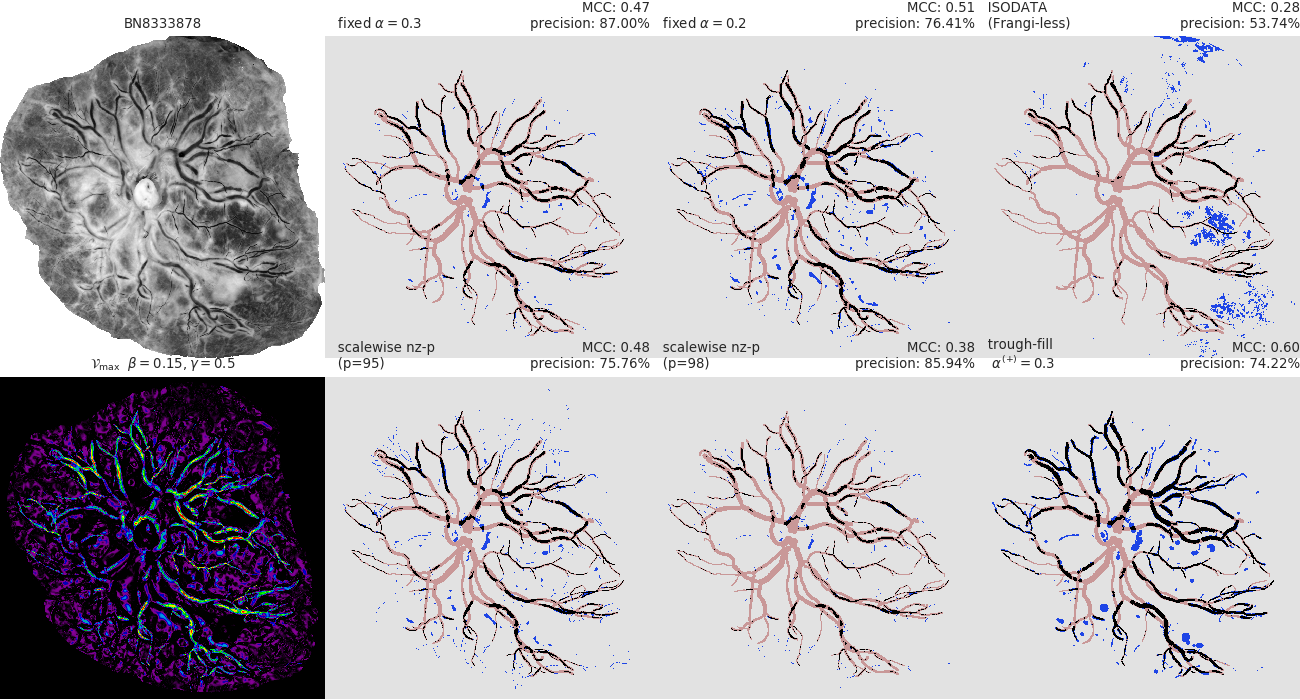 BN8333878
fixed α = 0.3
MCC: 0.47
precision: 87.00%
fixed α = 0.2
MCC: 0.51
precision: 76.41%
ISODATA
(Frangi-less)
MCC: 0.28
precision: 53.74%
𝒱max β = 0.15, γ = 0.5
scalewise nz-p
(p=95)
MCC: 0.48
precision: 75.76%
scalewise nz-p
(p=98)
MCC: 0.38
precision: 85.94%
trough-fill
α(+) = 0.3
MCC: 0.60
precision: 74.22%